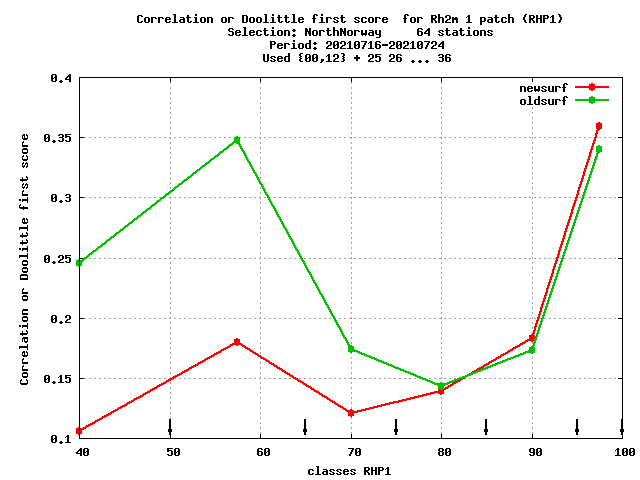 Correlation or Doolittle first score  for Rh2m 1 patch (RHP1)
Selection: NorthNorway     64 stations
Period: 20210716-20210724
Used {00,12} + 25 26 ... 36
newsurf
oldsurf
0.4
0.35
0.3
0.25
0.2
0.15
0.1
Correlation or Doolittle first score
40 50 60 70 80 90 100
classes RHP1